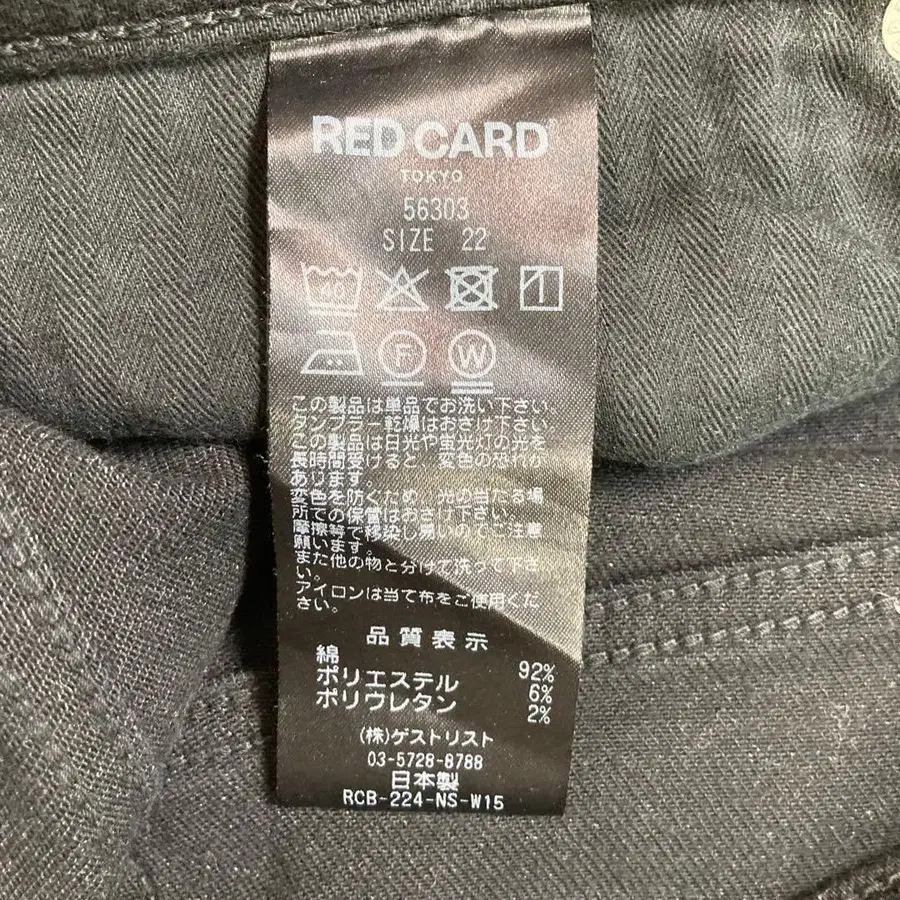 RED CARD
TOKYO
56303
SIZE 22
40
F W
この製品は単品でお洗い下さい。
タンブラー乾燥はおさけ下さい。
この製品は日光や蛍光灯の光を
長時間受けると、変色の恐れが
あります。
変色を防ぐため、光の当たる場
所での保管はおさけ下さい。
摩擦等で移染し易いのでご注意
願います。
また他の物と分けて洗って下さ
い。
アイロンは当て布をご使用くだ
さい。
品質表示
綿 92%
ポリエステル 6%
ポリウレタン 2%
(株)ゲストリスト
03-5728-8788
日本製
RCB-224-NS-W15